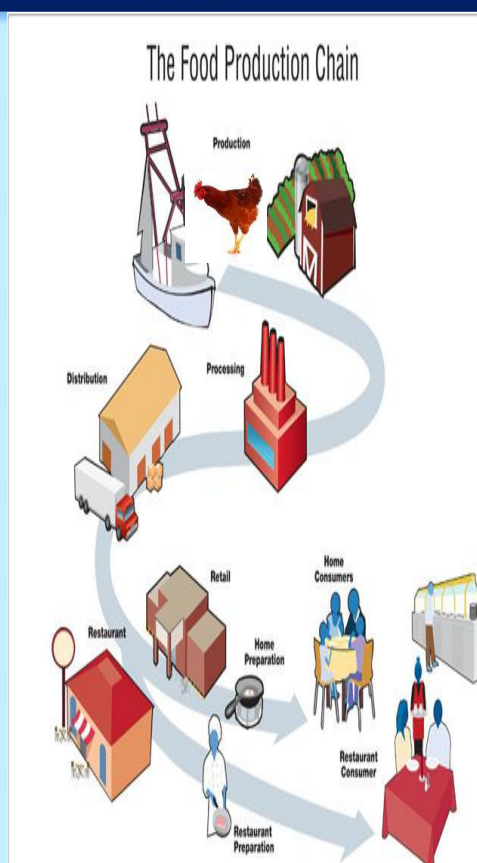 The Food Production Chain
Production
Processing
Distribution
Retail
Home
Consumers
Restaurant
Home
Preparation
Restaurant
Consumer
Restaurant
Preparation